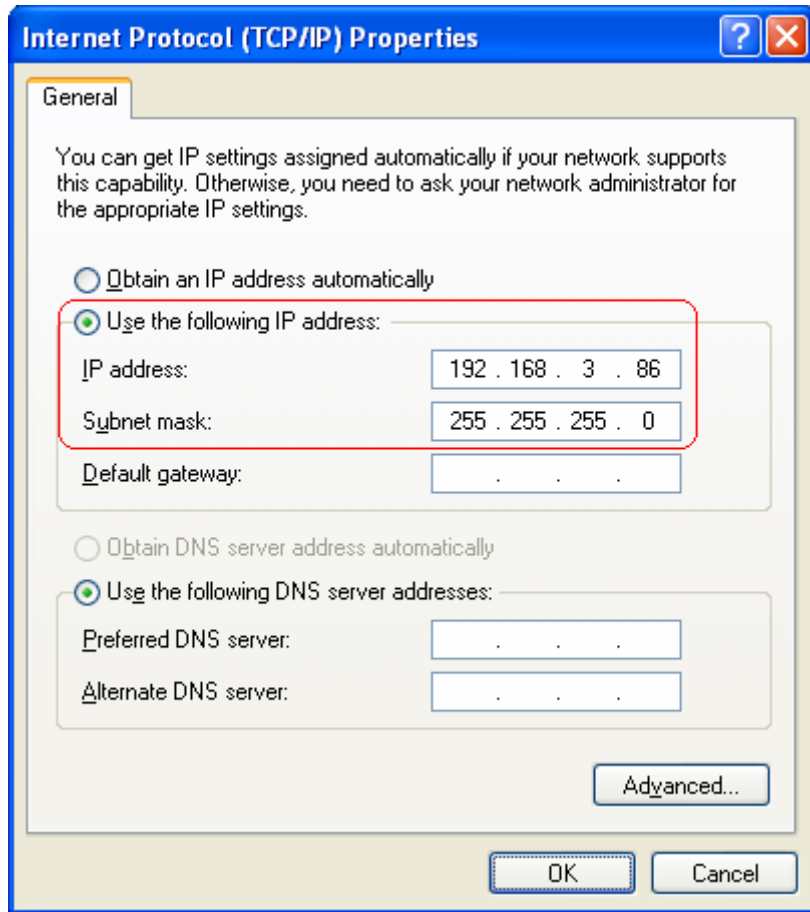 Internet Protocol (TCP/IP) Properties
General
You can get IP settings assigned automatically if your network supports
this capability. Otherwise, you need to ask your network administrator for
the appropriate IP settings.
Obtain an IP address automatically
Use the following IP address:
IP address: 192 . 168 . 3 . 86
Subnet mask: 255 . 255 . 255 . 0
Default gateway: . . .
Obtain DNS server address automatically
Use the following DNS server addresses:
Preferred DNS server: . . .
Alternate DNS server: . . .
Advanced...
OK Cancel